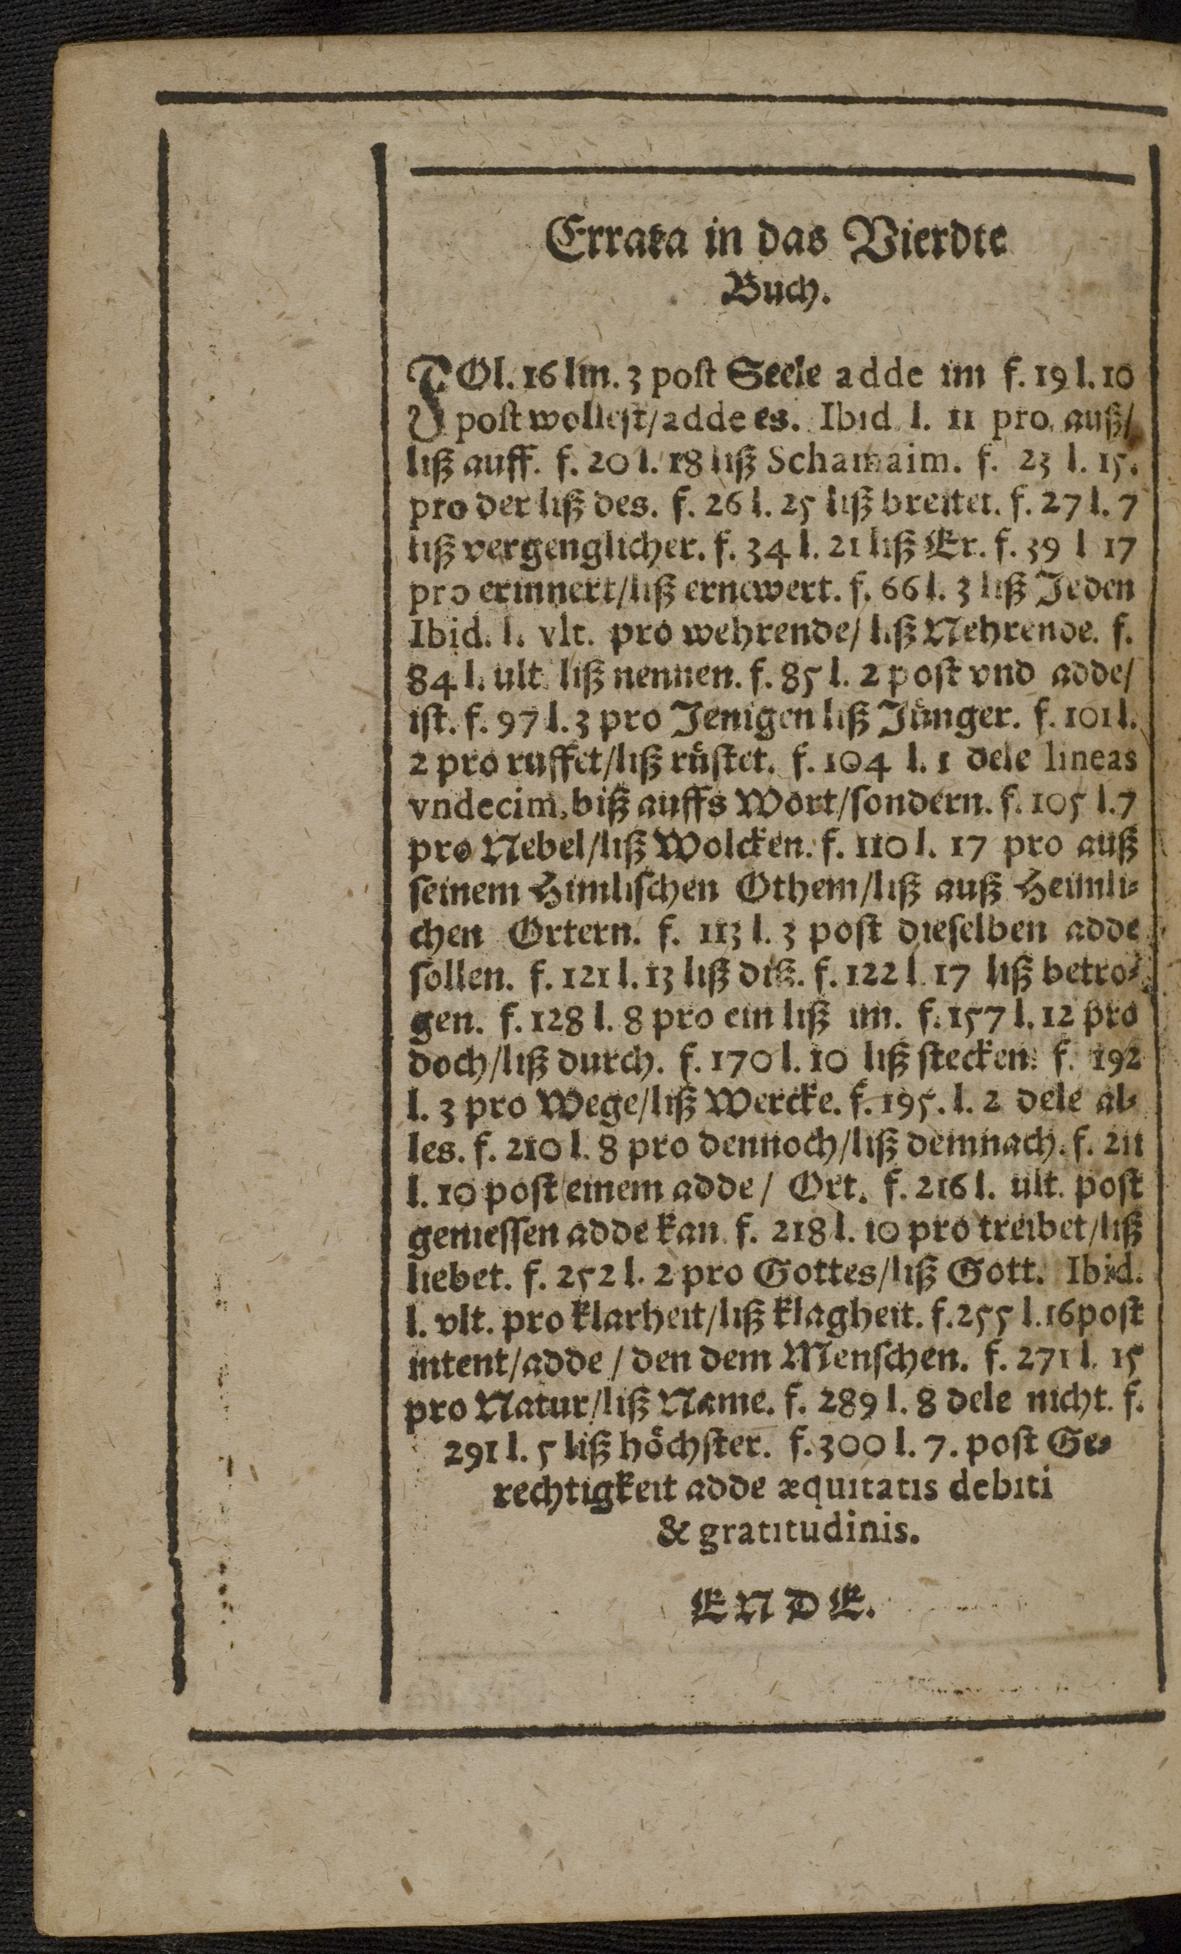 Errata in das Vierdte
Buch.
FOl. 16 lin. 3 post Seele adde im f. 19 l. 10
post wollest/adde es. Ibid. l. 11 pro auß/
liß auff. f. 20 l. 18 liß Schamaim. f. 23 l. 15.
pro der liß des. f. 26 l. 25 liß breitet. f. 27 l. 7
liß vergenglicher. f. 34 l. 21 liß Er. f. 39 l 17
pro erinnert/liß ernewert. f. 66 l. 3 liß Jeden
Ibid. l. vlt. pro wehrende/ liß Nehrende. f.
84 l. ult. liß nennen. f. 85 l. 2 post vnd adde/
ist. f. 97 l. 3 pro Jenigen liß Jünger. f. 101 l.
2 pro ruffet/liß rüstet. f. 104 l. 1 dele lineas
vndecim, biß auffs Wort/sondern. f. 105 l. 7
pro Nebel/liß Wolcken. f. 110 l. 17 pro auß
seinem Himlischen Othem/liß auß Heimli-
chen Ortern. f. 113 l. 3 post dieselben adde
sollen. f. 121 l. 13 liß diß. f. 122 l. 17 liß betro-
gen. f. 128 l. 8 pro ein liß im. f. 157 l. 12 pro
doch/liß durch. f. 170 l. 10 liß stecken. f. 192
l. 3 pro Wege/liß Wercke. f. 195. l. 2 dele al-
les. f. 210 l. 8 pro dennoch/liß demnach. f. 211
l. 10 post einem adde/ Ort. f. 216 l. ult. post
geniessen adde kan f. 218 l. 10 pro treibet/liß
liebet. f. 252 l. 2 pro Gottes/liß Gott. Ibid.
l. vlt. pro klarheit/liß klagheit. f. 255 l. 16 post
intent/adde/ den dem Menschen. f. 271 l. 15
pro Natur/liß Name. f. 289 l. 8 dele nicht. f.
291 l. 5 liß höchster. f. 300 l. 7. post Ge-
rechtigkeit adde æquitatis debiti
& gratitudinis.
ENDE.